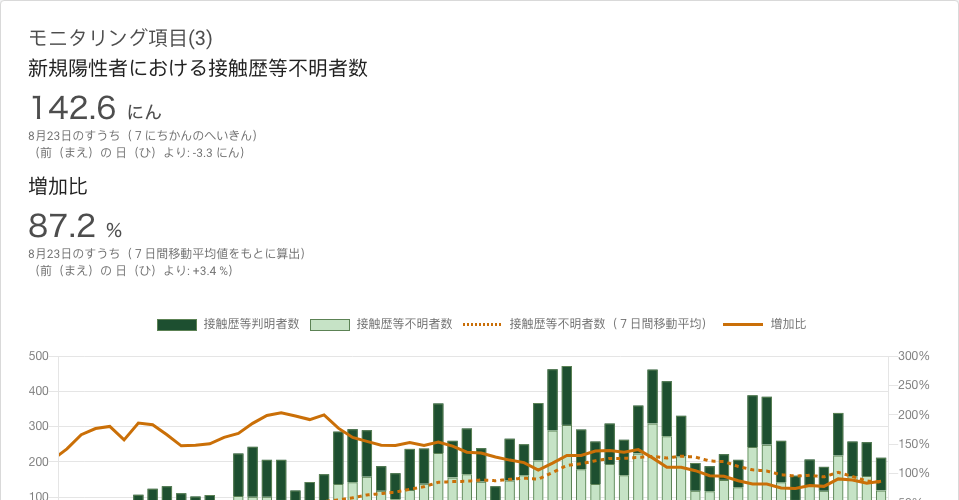 モニタリング項目(3)
新規陽性者における接触歴等不明者数
142.6 にん
8月23日のすうち（７にちかんのへいきん）
（前（まえ）の 日（ひ）より: -3.3 にん）
増加比
87.2 %
8月23日のすうち（７日間移動平均値をもとに算出）
（前（まえ）の 日（ひ）より: +3.4 %）
接触歴等判明者数 接触歴等不明者数 接触歴等不明者数（７日間移動平均） 増加比
500 300%
250%
400
200%
300
150%
200
100%
100